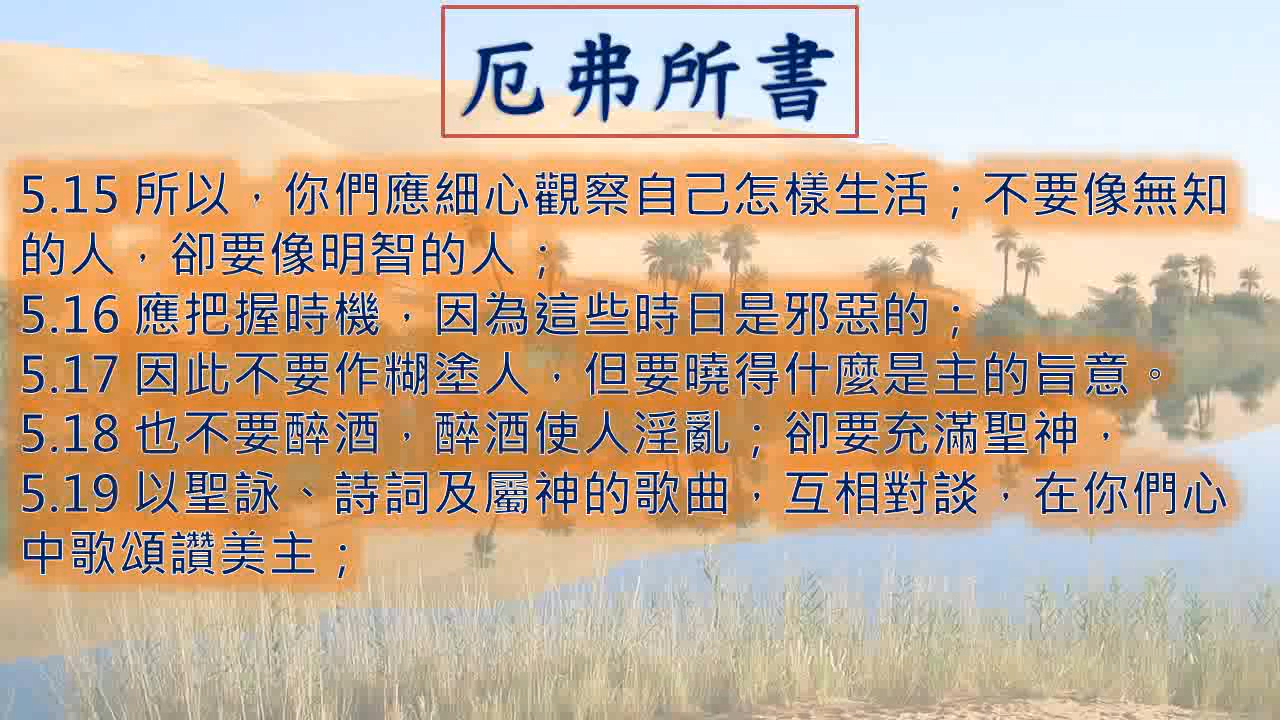 厄弗所書
5.15 所以，你們應細心觀察自己怎樣生活；不要像無知
的人，卻要像明智的人；
5.16 應把握時機，因為這些時日是邪惡的；
5.17 因此不要作糊塗人，但要曉得什麼是主的旨意。
5.18 也不要醉酒，醉酒使人淫亂；卻要充滿聖神，
5.19 以聖詠、詩詞及屬神的歌曲，互相對談，在你們心
中歌頌讚美主；